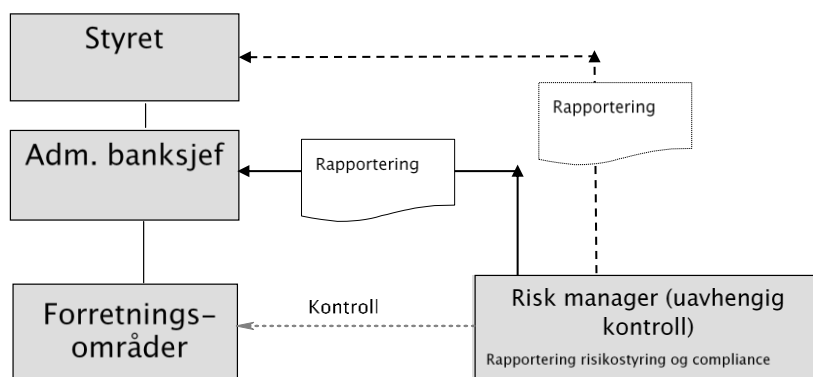 Styret
Rapportering
Adm. banksjef
Rapportering
Forretnings-
områder
Kontroll
Risk manager (uavhengig
kontroll)
Rapportering risikostyring og compliance